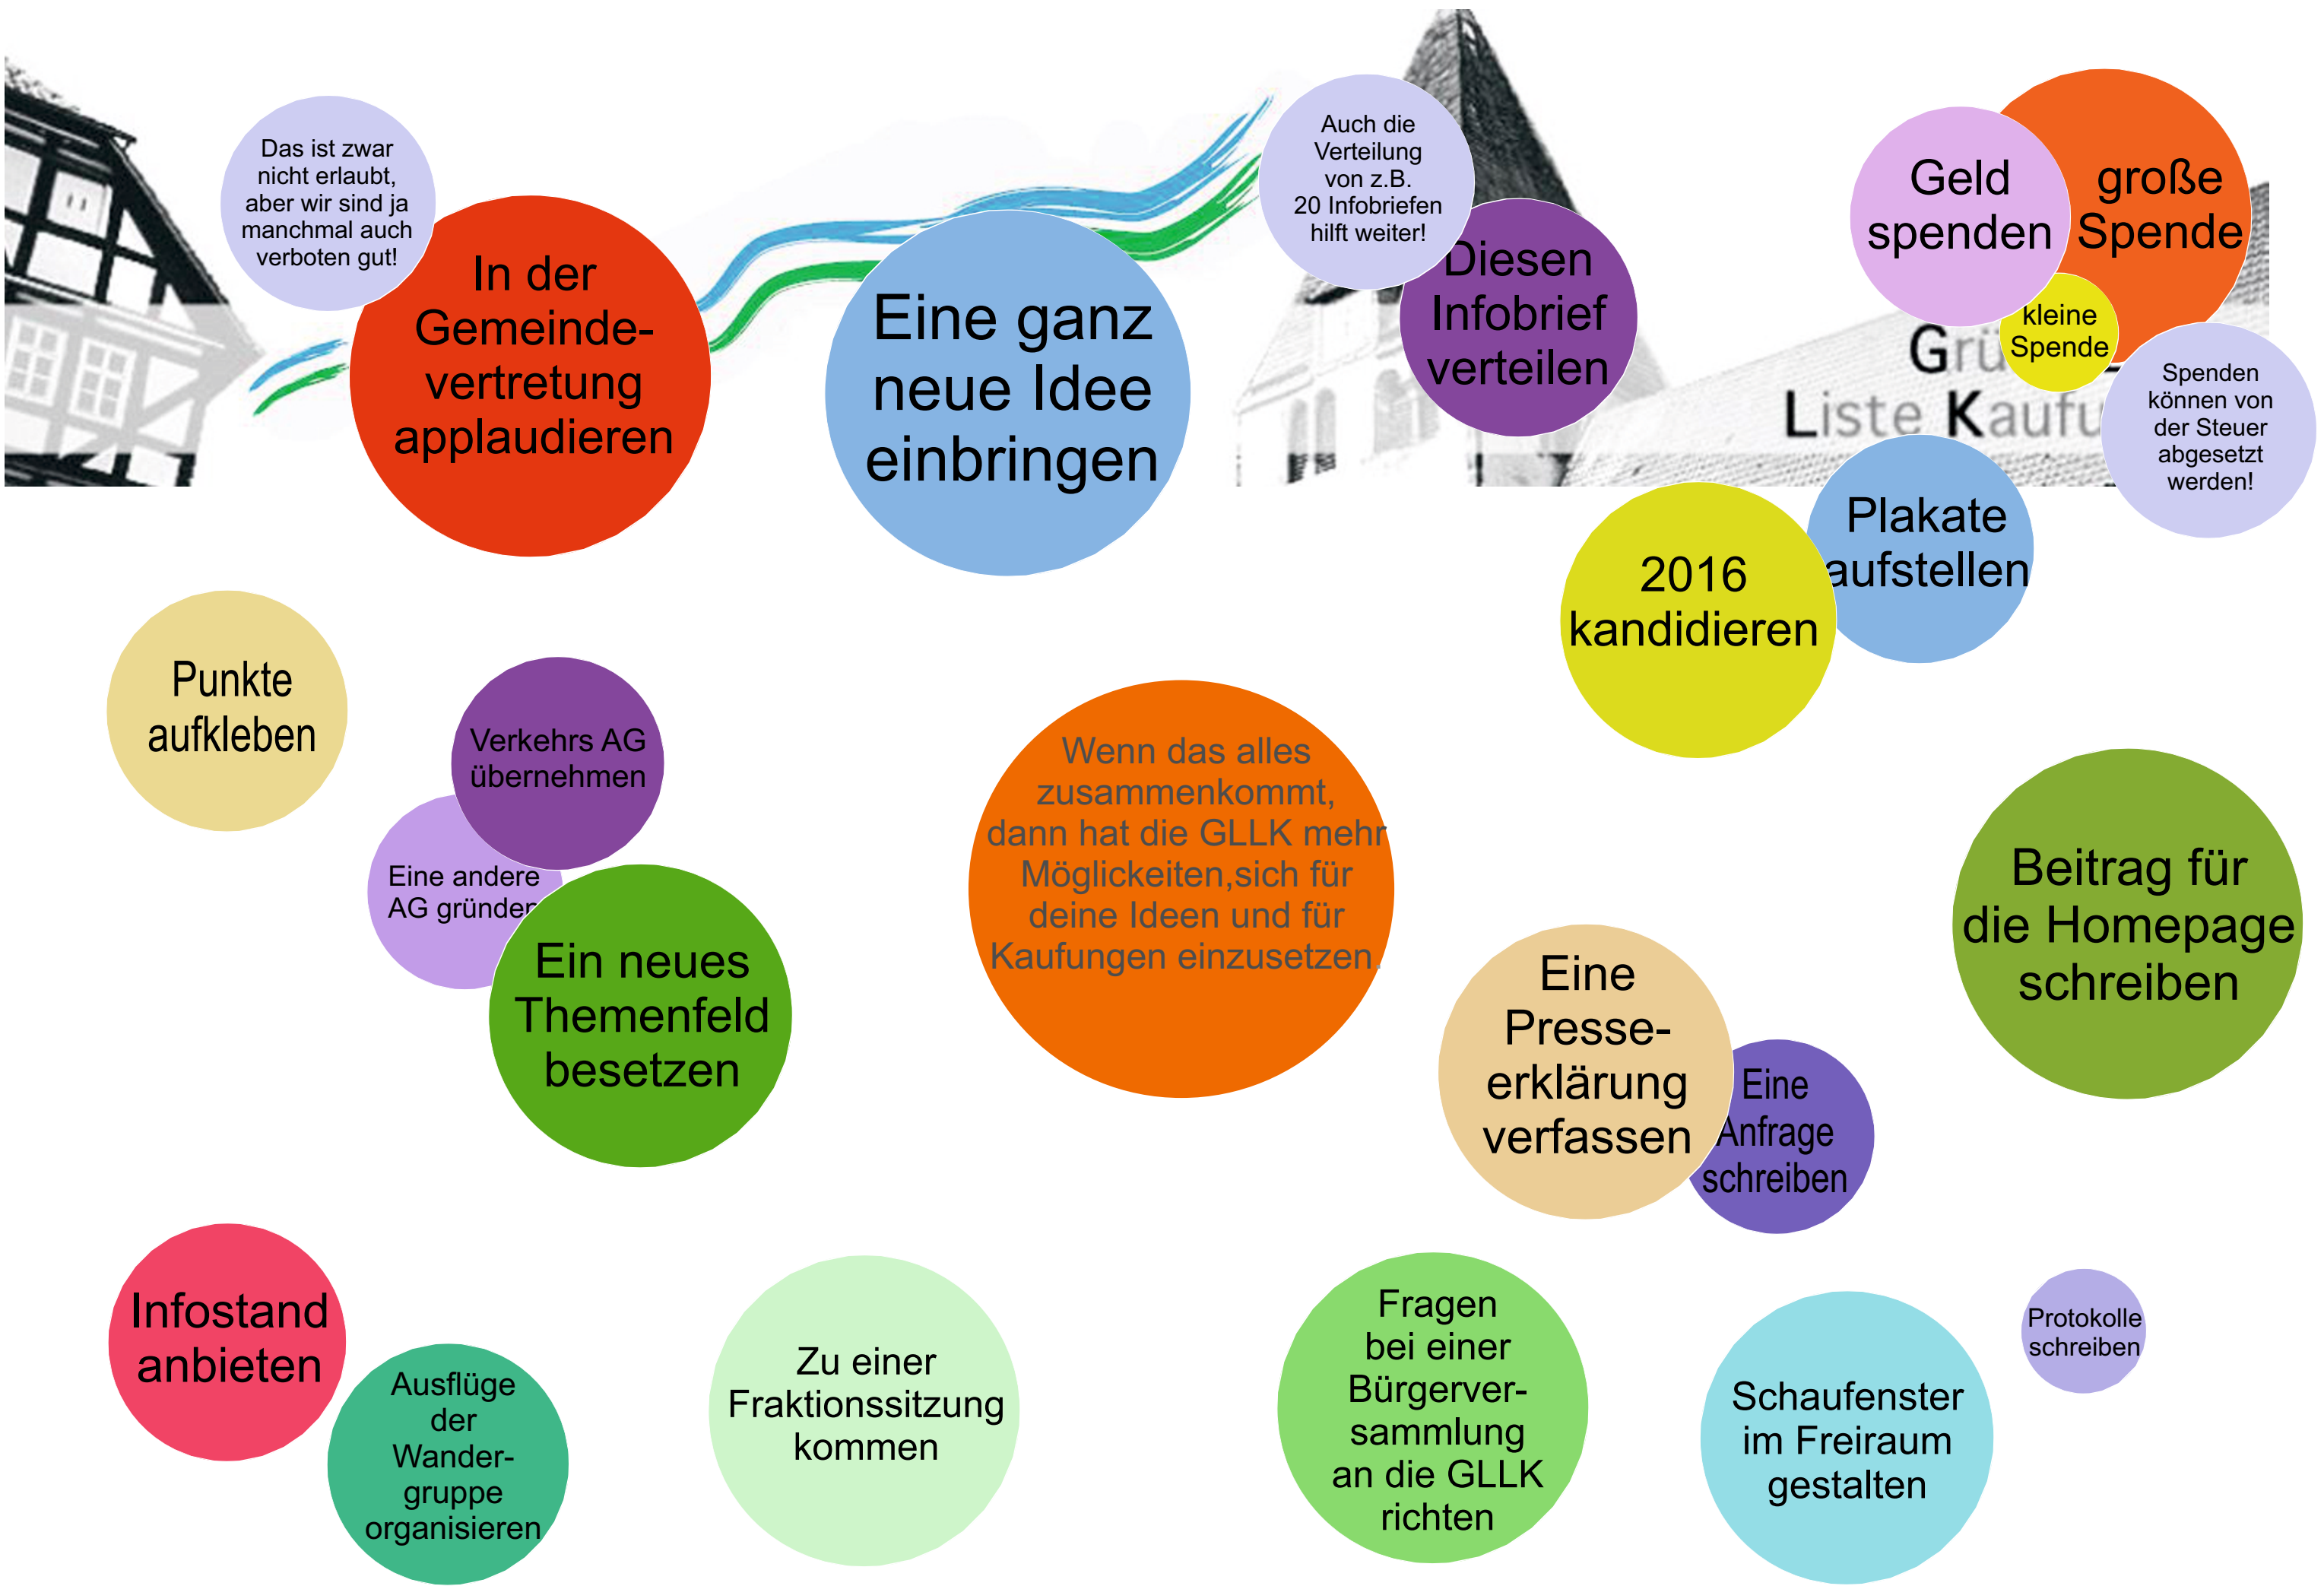 Das ist zwar
nicht erlaubt,
aber wir sind ja
manchmal auch
verboten gut!
In der
Gemeinde-
vertretung
applaudieren
Eine ganz
neue Idee
einbringen
Auch die
Verteilung
von z.B.
20 Infobriefen
hilft weiter!
Diesen
Infobrief
verteilen
Geld
spenden
große
Spende
kleine
Spende
Liste
Spenden
können von
der Steuer
abgesetzt
werden!
2016
kandidieren
Plakate
aufstellen
Punkte
aufkleben
Verkehrs AG
übernehmen
Eine andere
AG gründen
Ein neues
Themenfeld
besetzen
Wenn das alles
zusammenkommt,
dann hat die GLLK mehr
Möglickeiten,sich für
deine Ideen und für
Kaufungen einzusetzen.
Beitrag für
die Homepage
schreiben
Eine
Presse-
erklärung
verfassen
Eine
Anfrage
schreiben
Infostand
anbieten
Ausflüge
der
Wander-
gruppe
organisieren
Zu einer
Fraktionssitzung
kommen
Fragen
bei einer
Bürgerver-
sammlung
an die GLLK
richten
Schaufenster
im Freiraum
gestalten
Protokolle
schreiben